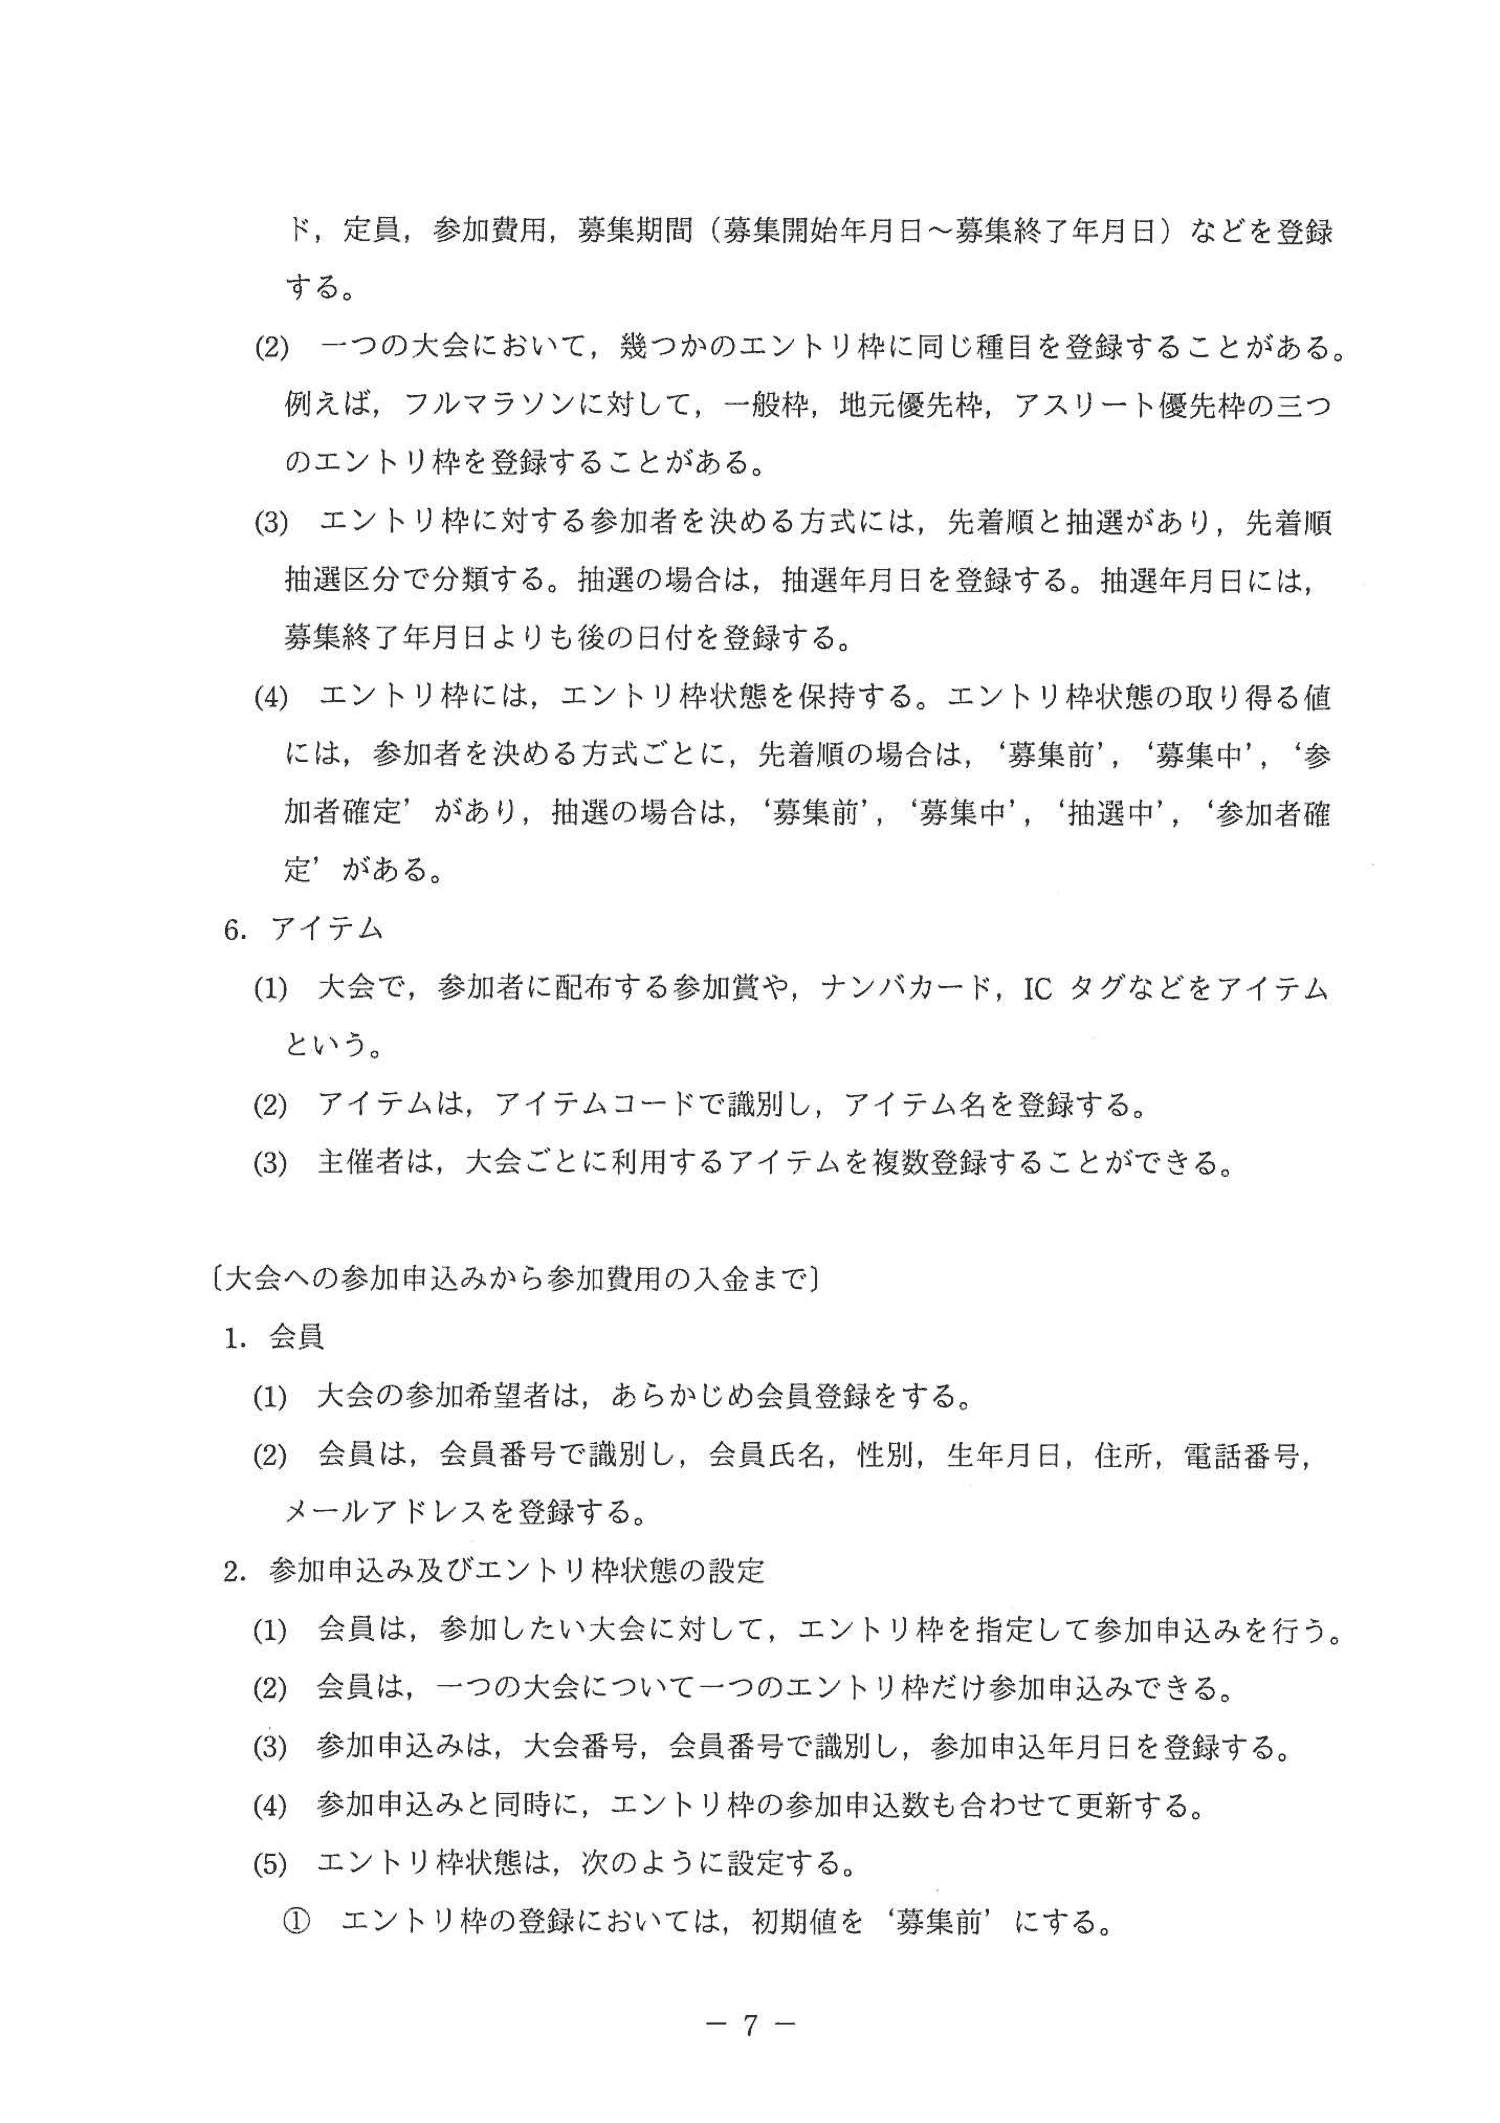 ド，定員，参加費用，募集期間（募集開始年月日～募集終了年月日）などを登録
する。
(2)　一つの大会において，幾つかのエントリ枠に同じ種目を登録することがある。
例えば，フルマラソンに対して，一般枠，地元優先枠，アスリート優先枠の三つ
のエントリ枠を登録することがある。
(3)　エントリ枠に対する参加者を決める方式には，先着順と抽選があり，先着順
抽選区分で分類する。抽選の場合は，抽選年月日を登録する。抽選年月日には，
募集終了年月日よりも後の日付を登録する。
(4)　エントリ枠には，エントリ枠状態を保持する。エントリ枠状態の取り得る値
には，参加者を決める方式ごとに，先着順の場合は，‘募集前’，‘募集中’，‘参
加者確定’があり，抽選の場合は，‘募集前’，‘募集中’，‘抽選中’，‘参加者確
定’がある。
6．アイテム
(1)　大会で，参加者に配布する参加賞や，ナンバカード，IC タグなどをアイテム
という。
(2)　アイテムは，アイテムコードで識別し，アイテム名を登録する。
(3)　主催者は，大会ごとに利用するアイテムを複数登録することができる。
〔大会への参加申込みから参加費用の入金まで〕
1．会員
(1)　大会の参加希望者は，あらかじめ会員登録をする。
(2)　会員は，会員番号で識別し，会員氏名，性別，生年月日，住所，電話番号，
メールアドレスを登録する。
2．参加申込み及びエントリ枠状態の設定
(1)　会員は，参加したい大会に対して，エントリ枠を指定して参加申込みを行う。
(2)　会員は，一つの大会について一つのエントリ枠だけ参加申込みできる。
(3)　参加申込みは，大会番号，会員番号で識別し，参加申込年月日を登録する。
(4)　参加申込みと同時に，エントリ枠の参加申込数も合わせて更新する。
(5)　エントリ枠状態は，次のように設定する。
①　エントリ枠の登録においては，初期値を‘募集前’にする。
－ 7 －